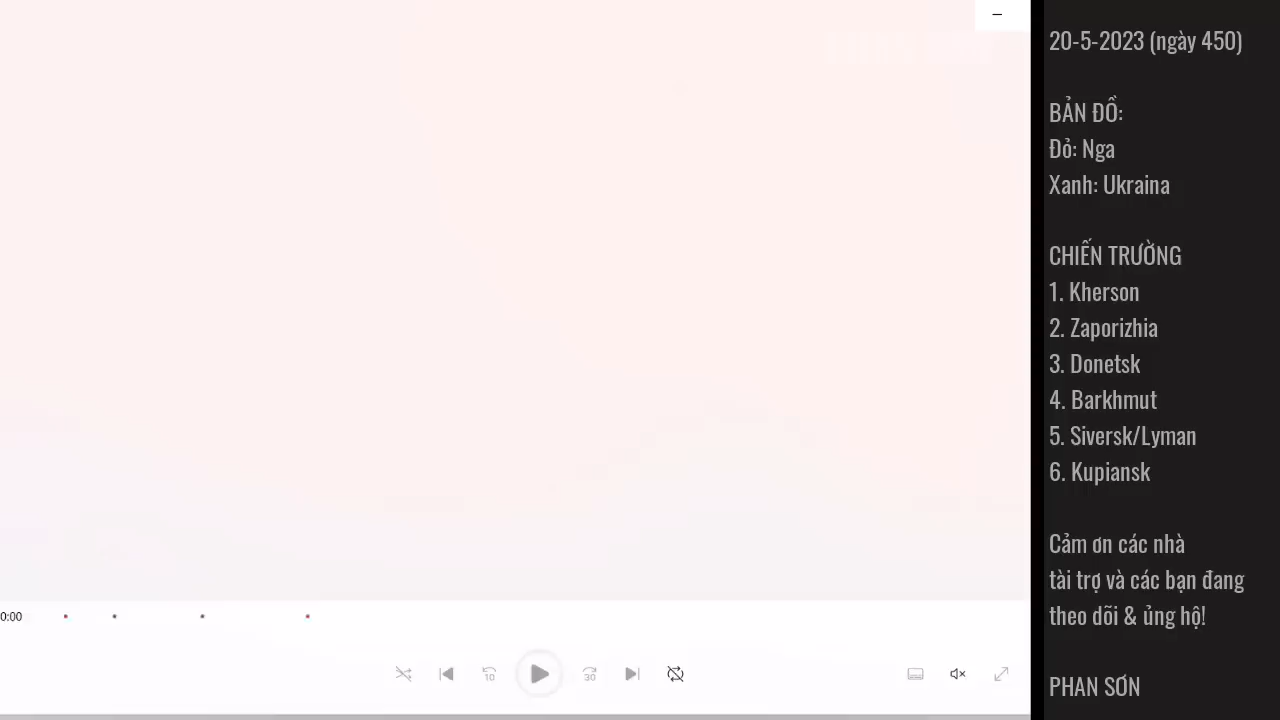 20-5-2023 (ngày 450)
BẢN ĐỒ:
Đỏ: Nga
Xanh: Ukraina
CHIẾN TRƯỜNG
1. Kherson
2. Zaporizhia
3. Donetsk
4. Barkhmut
5. Siversk/Lyman
6. Kupiansk
Cảm ơn các nhà
tài trợ và các bạn đang
theo dõi & ủng hộ!
PHAN SƠN
0:00
10
30